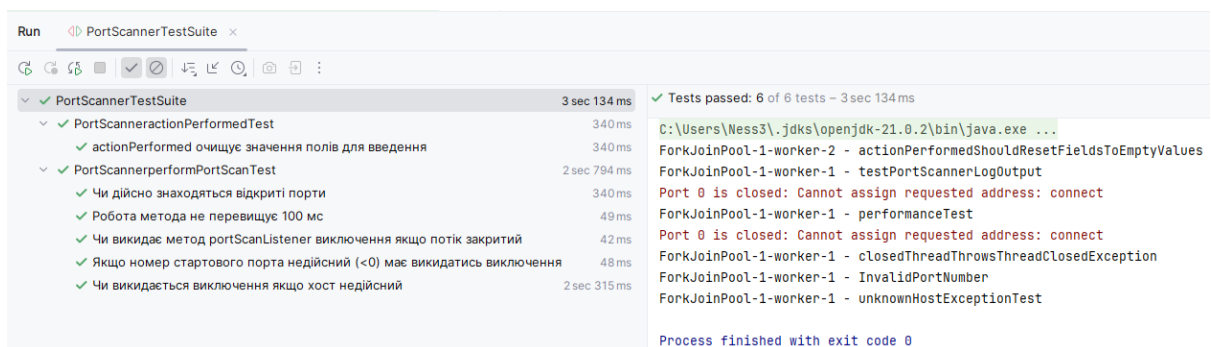 Run PortScannerTestSuite ×
PortScannerTestSuite 3 sec 134 ms
PortScanneractionPerformedTest 340 ms
actionPerformed очищує значення полів для введення 340 ms
PortScannerperformPortScanTest 2 sec 794 ms
Чи дійсно знаходяться відкриті порти 340 ms
Робота метода не перевищує 100 мс 49 ms
Чи викидає метод portScanListener виключення якщо потік закритий 42 ms
Якщо номер стартового порта недійсний (<0) має викидатись виключення 48 ms
Чи викидається виключення якщо хост недійсний 2 sec 315 ms
Tests passed: 6 of 6 tests – 3 sec 134 ms
C:\Users\Ness3\.jdks\openjdk-21.0.2\bin\java.exe ...
ForkJoinPool-1-worker-2 - actionPerformedShouldResetFieldsToEmptyValues
ForkJoinPool-1-worker-1 - testPortScannerLogOutput
Port 0 is closed: Cannot assign requested address: connect
ForkJoinPool-1-worker-1 - performanceTest
Port 0 is closed: Cannot assign requested address: connect
ForkJoinPool-1-worker-1 - closedThreadThrowsThreadClosedException
ForkJoinPool-1-worker-1 - InvalidPortNumber
ForkJoinPool-1-worker-1 - unknownHostExceptionTest
Process finished with exit code 0